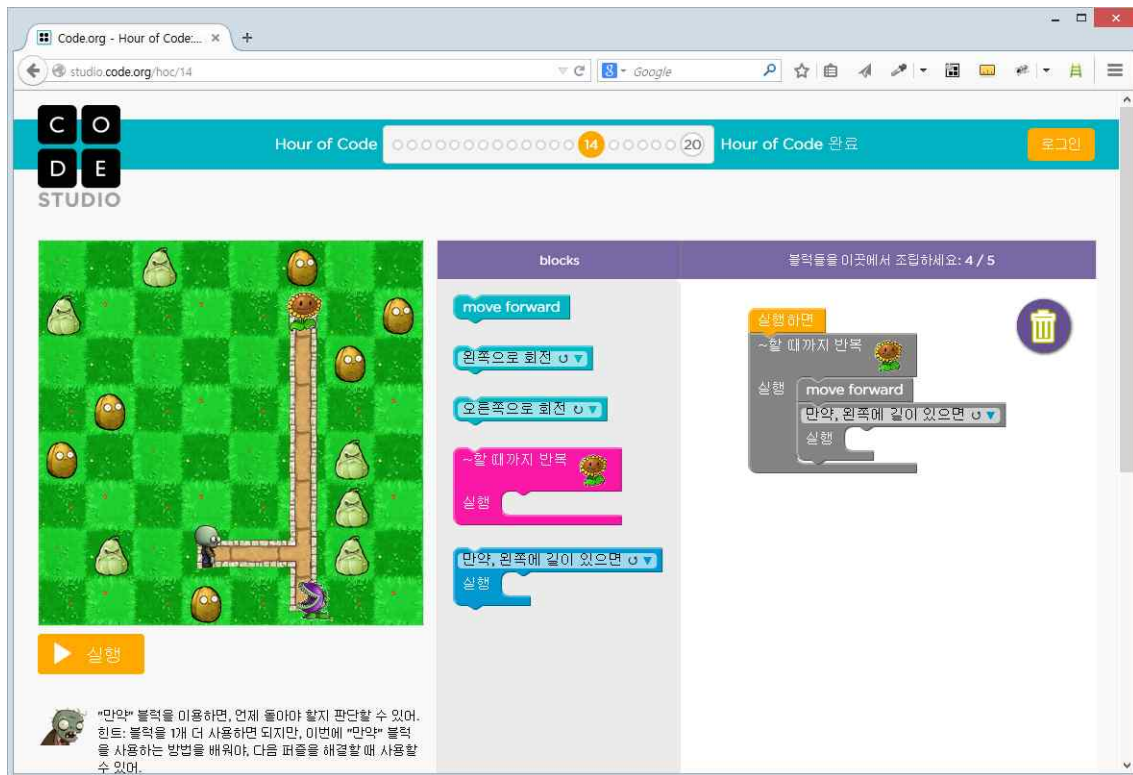 Code.org - Hour of Code:...
studio.code.org/hoc/14
Google
CODE
STUDIO
Hour of Code 14 20 Hour of Code 완료
로그인
blocks
블럭들을 이곳에서 조립하세요: 4 / 5
move forward
왼쪽으로 회전 ↺ ▼
오른쪽으로 회전 ↻ ▼
~할 때까지 반복
실행
만약, 왼쪽에 길이 있으면 ↺ ▼
실행
실행하면
~할 때까지 반복
실행
move forward
만약, 왼쪽에 길이 있으면 ↺ ▼
실행
실행
"만약" 블럭을 이용하면, 언제 돌아야 할지 판단할 수 있어.
힌트: 블럭을 1개 더 사용하면 되지만, 이번에 "만약" 블럭
을 사용하는 방법을 배워야, 다음 퍼즐을 해결할 때 사용할
수 있어.